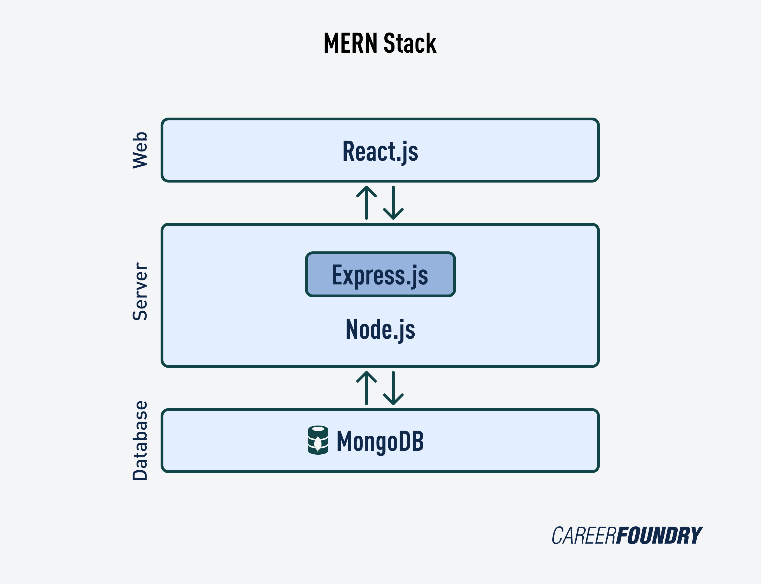 MERN Stack
Web
React.js
Server
Express.js
Node.js
Database
MongoDB
CAREERFOUNDRY